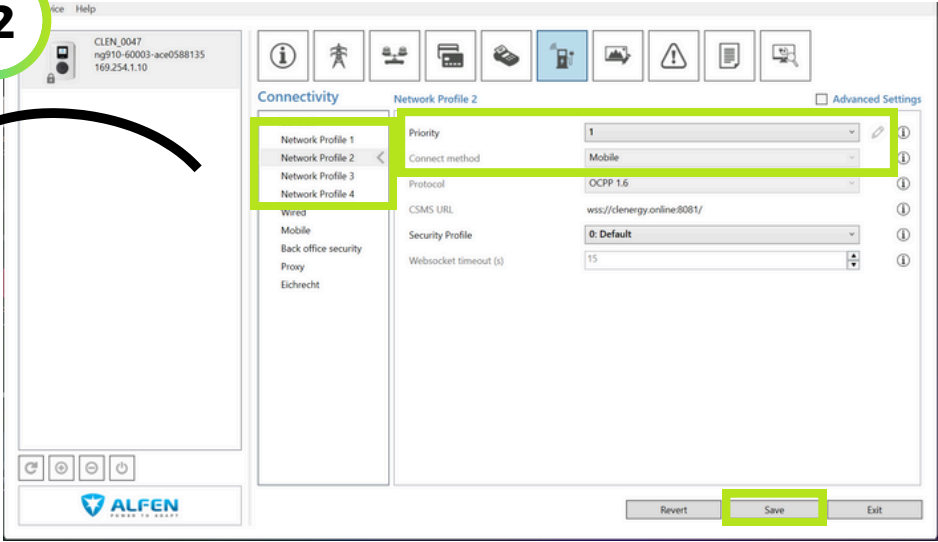 2
vice Help
CLEN_0047
ng910-60003-ace0588135
169.254.1.10
Connectivity
Network Profile 2
Advanced Settings
Network Profile 1
Network Profile 2
Network Profile 3
Network Profile 4
Wired
Mobile
Back office security
Proxy
Eichrecht
Priority
1
Connect method
Mobile
Protocol
OCPP 1.6
CSMS URL
wss://clenergy.online:8081/
Security Profile
0: Default
Websocket timeout (s)
15
ALFEN
POWER TO ADAPT
Revert
Save
Exit